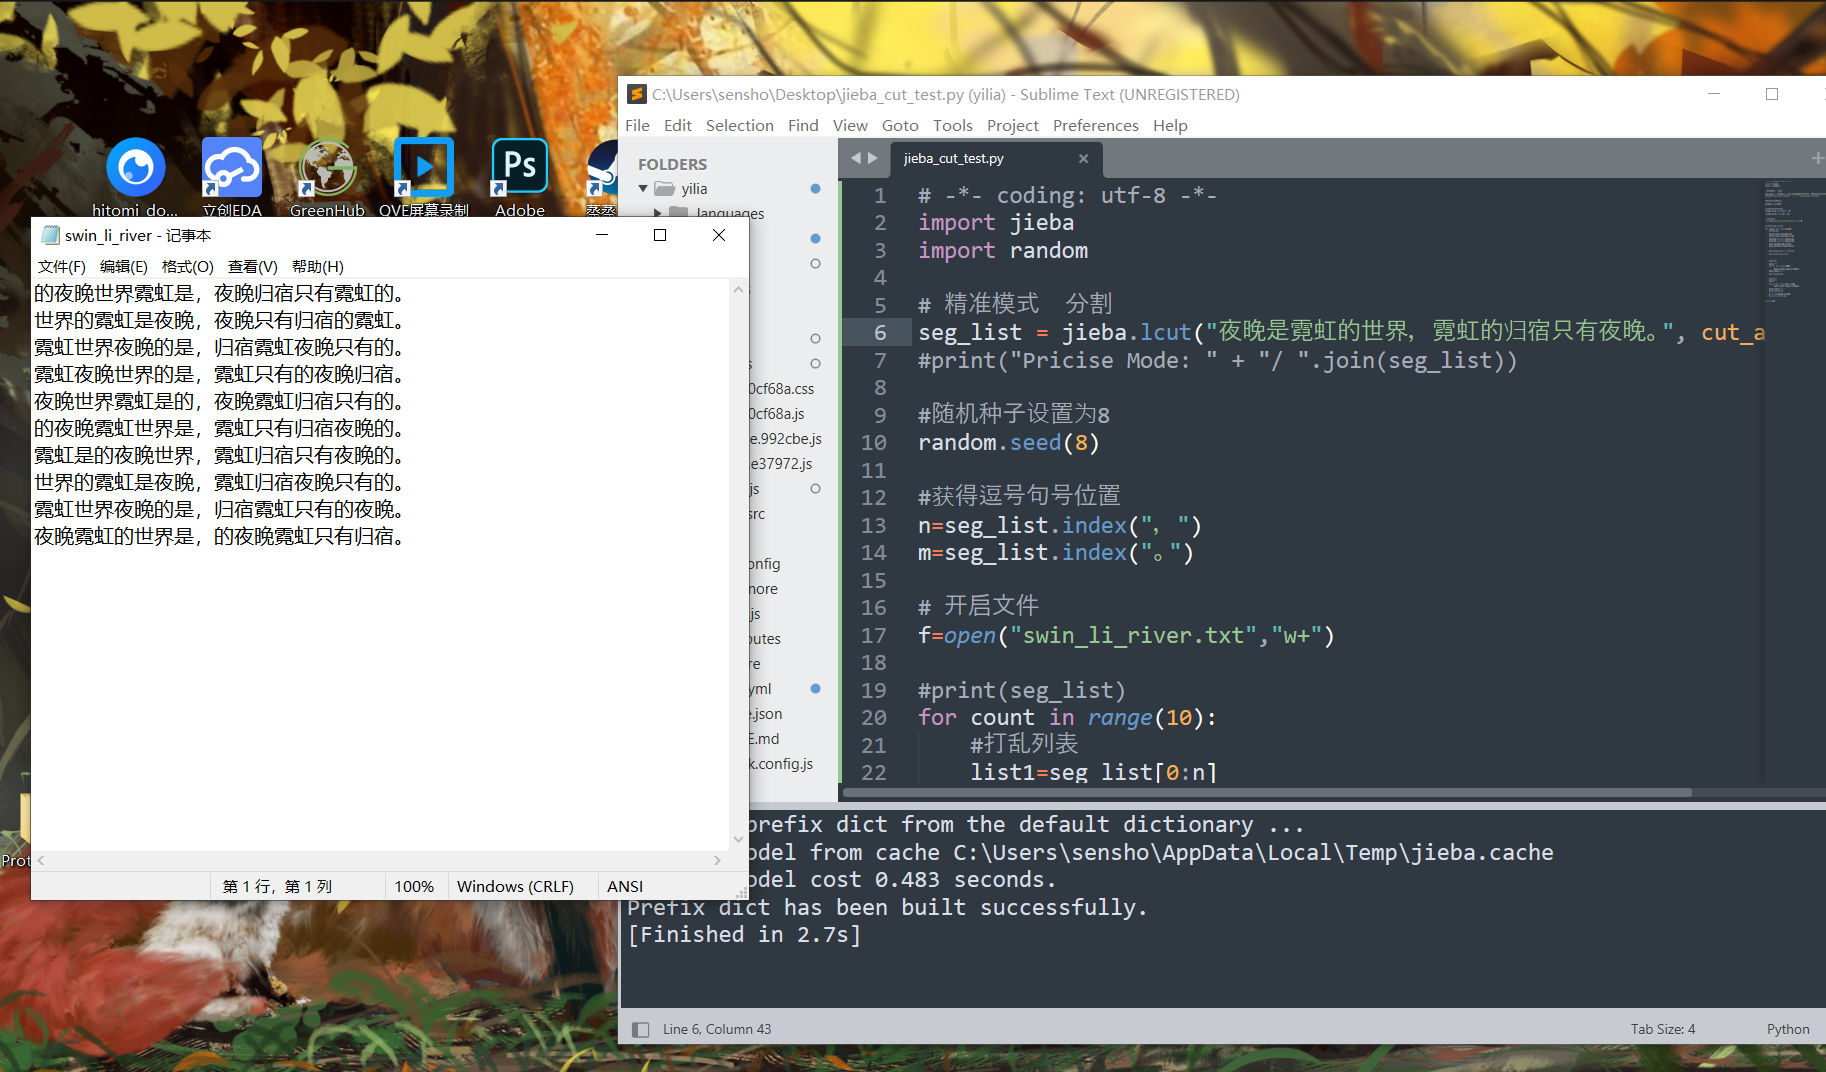 hitomi_do...
立创EDA
GreenHub
QVE屏幕录制
Adobe
swin_li_river - 记事本
文件(F) 编辑(E) 格式(O) 查看(V) 帮助(H)
的夜晚世界霓虹是，夜晚归宿只有霓虹的。
世界的霓虹是夜晚，夜晚只有归宿的霓虹。
霓虹世界夜晚的是，归宿霓虹夜晚只有的。
霓虹夜晚世界的是，霓虹只有的夜晚归宿。
夜晚世界霓虹是的，夜晚霓虹归宿只有的。
的夜晚霓虹世界是，霓虹只有归宿夜晚的。
霓虹是的夜晚世界，霓虹归宿只有夜晚的。
世界的霓虹是夜晚，霓虹归宿夜晚只有的。
霓虹世界夜晚的是，归宿霓虹只有的夜晚。
夜晚霓虹的世界是，的夜晚霓虹只有归宿。
第 1 行，第 1 列 100% Windows (CRLF) ANSI
Prot
C:\Users\sensho\Desktop\jieba_cut_test.py (yilia) - Sublime Text (UNREGISTERED)
File Edit Selection Find View Goto Tools Project Preferences Help
FOLDERS
yilia
languages
0cf68a.css
0cf68a.js
e.992cbe.js
e37972.js
js
src
onfig
nore
.js
butes
re
yml
e.json
E.md
k.config.js
jieba_cut_test.py
1 # -*- coding: utf-8 -*-
2 import jieba
3 import random
4
5 # 精准模式  分割
6 seg_list = jieba.lcut("夜晚是霓虹的世界，霓虹的归宿只有夜晚。", cut_a
7 #print("Pricise Mode: " + "/ ".join(seg_list))
8
9 #随机种子设置为8
10 random.seed(8)
11
12 #获得逗号句号位置
13 n=seg_list.index("，")
14 m=seg_list.index("。")
15
16 # 开启文件
17 f=open("swin_li_river.txt","w+")
18
19 #print(seg_list)
20 for count in range(10):
21     #打乱列表
22     list1=seg_list[0:n]
prefix dict from the default dictionary ...
odel from cache C:\Users\sensho\AppData\Local\Temp\jieba.cache
odel cost 0.483 seconds.
Prefix dict has been built successfully.
[Finished in 2.7s]
Line 6, Column 43 Tab Size: 4 Python